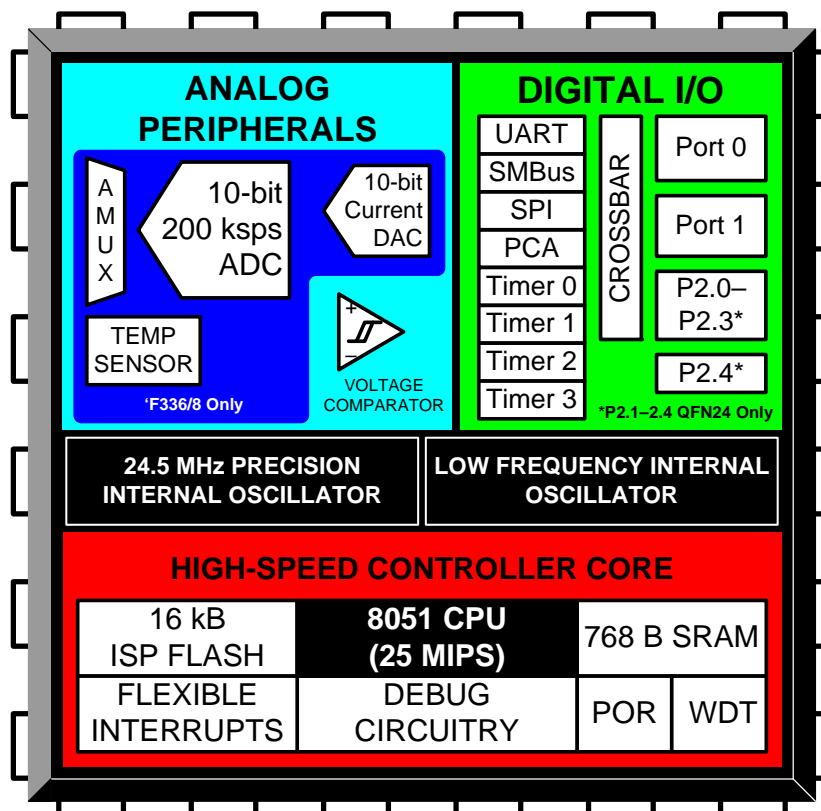 ANALOG
PERIPHERALS
A
M
U
X
10-bit
200 ksps
ADC
10-bit
Current
DAC
TEMP
SENSOR
+
–
VOLTAGE
COMPARATOR
‘F336/8 Only
DIGITAL I/O
UART
SMBus
SPI
PCA
Timer 0
Timer 1
Timer 2
Timer 3
CROSSBAR
Port 0
Port 1
P2.0–
P2.3*
P2.4*
*P2.1–2.4 QFN24 Only
24.5 MHz PRECISION
INTERNAL OSCILLATOR
LOW FREQUENCY INTERNAL
OSCILLATOR
HIGH-SPEED CONTROLLER CORE
16 kB
ISP FLASH
8051 CPU
(25 MIPS)
768 B SRAM
FLEXIBLE
INTERRUPTS
DEBUG
CIRCUITRY
POR
WDT